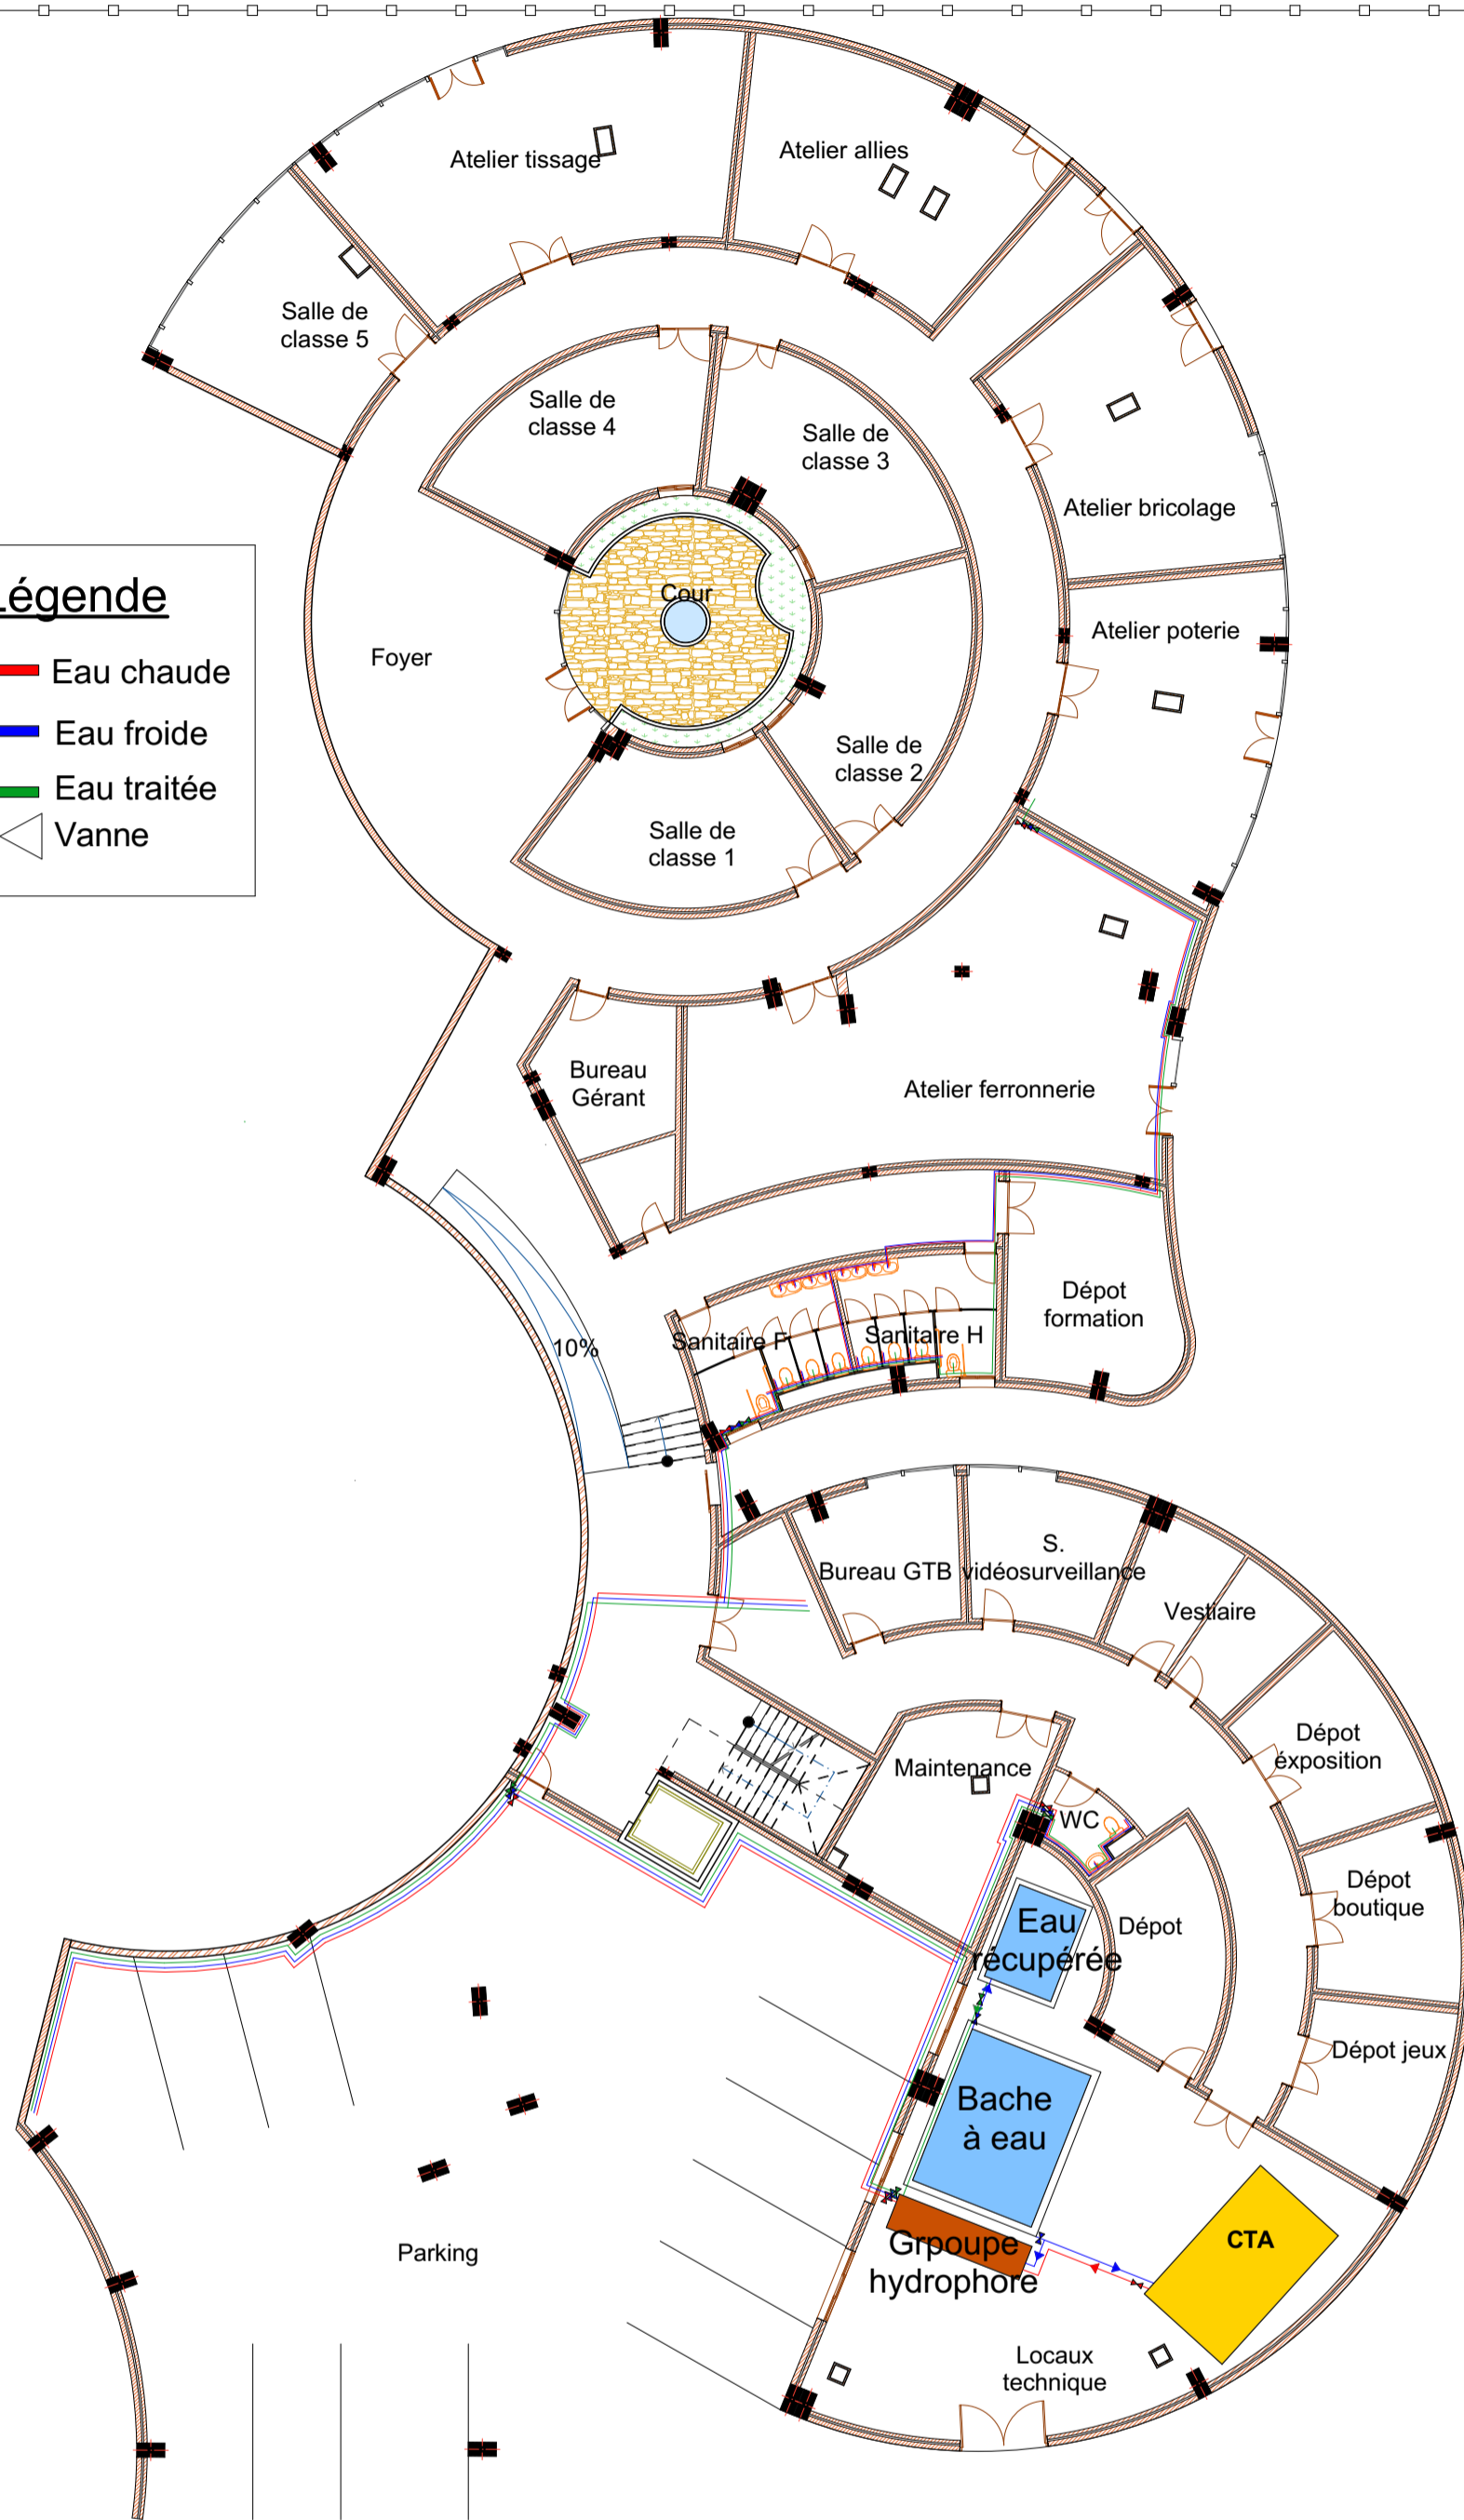 Atelier tissage
Atelier allies
Salle de
classe 5
Salle de
classe 4
Salle de
classe 3
Atelier bricolage
Légende
Eau chaude
Eau froide
Eau traitée
Vanne
Cour
Foyer
Atelier poterie
Salle de
classe 2
Salle de
classe 1
Bureau
Gérant
Atelier ferronnerie
Dépot
formation
10%
Sanitaire F
Sanitaire H
Bureau GTB
S.
vidéosurveillance
Vestiaire
Dépot
éxposition
Maintenance
WC
Dépot
boutique
Eau
récupérée
Dépot
Dépot jeux
Bache
à eau
CTA
Parking
Grpoupe
hydrophore
Locaux
technique